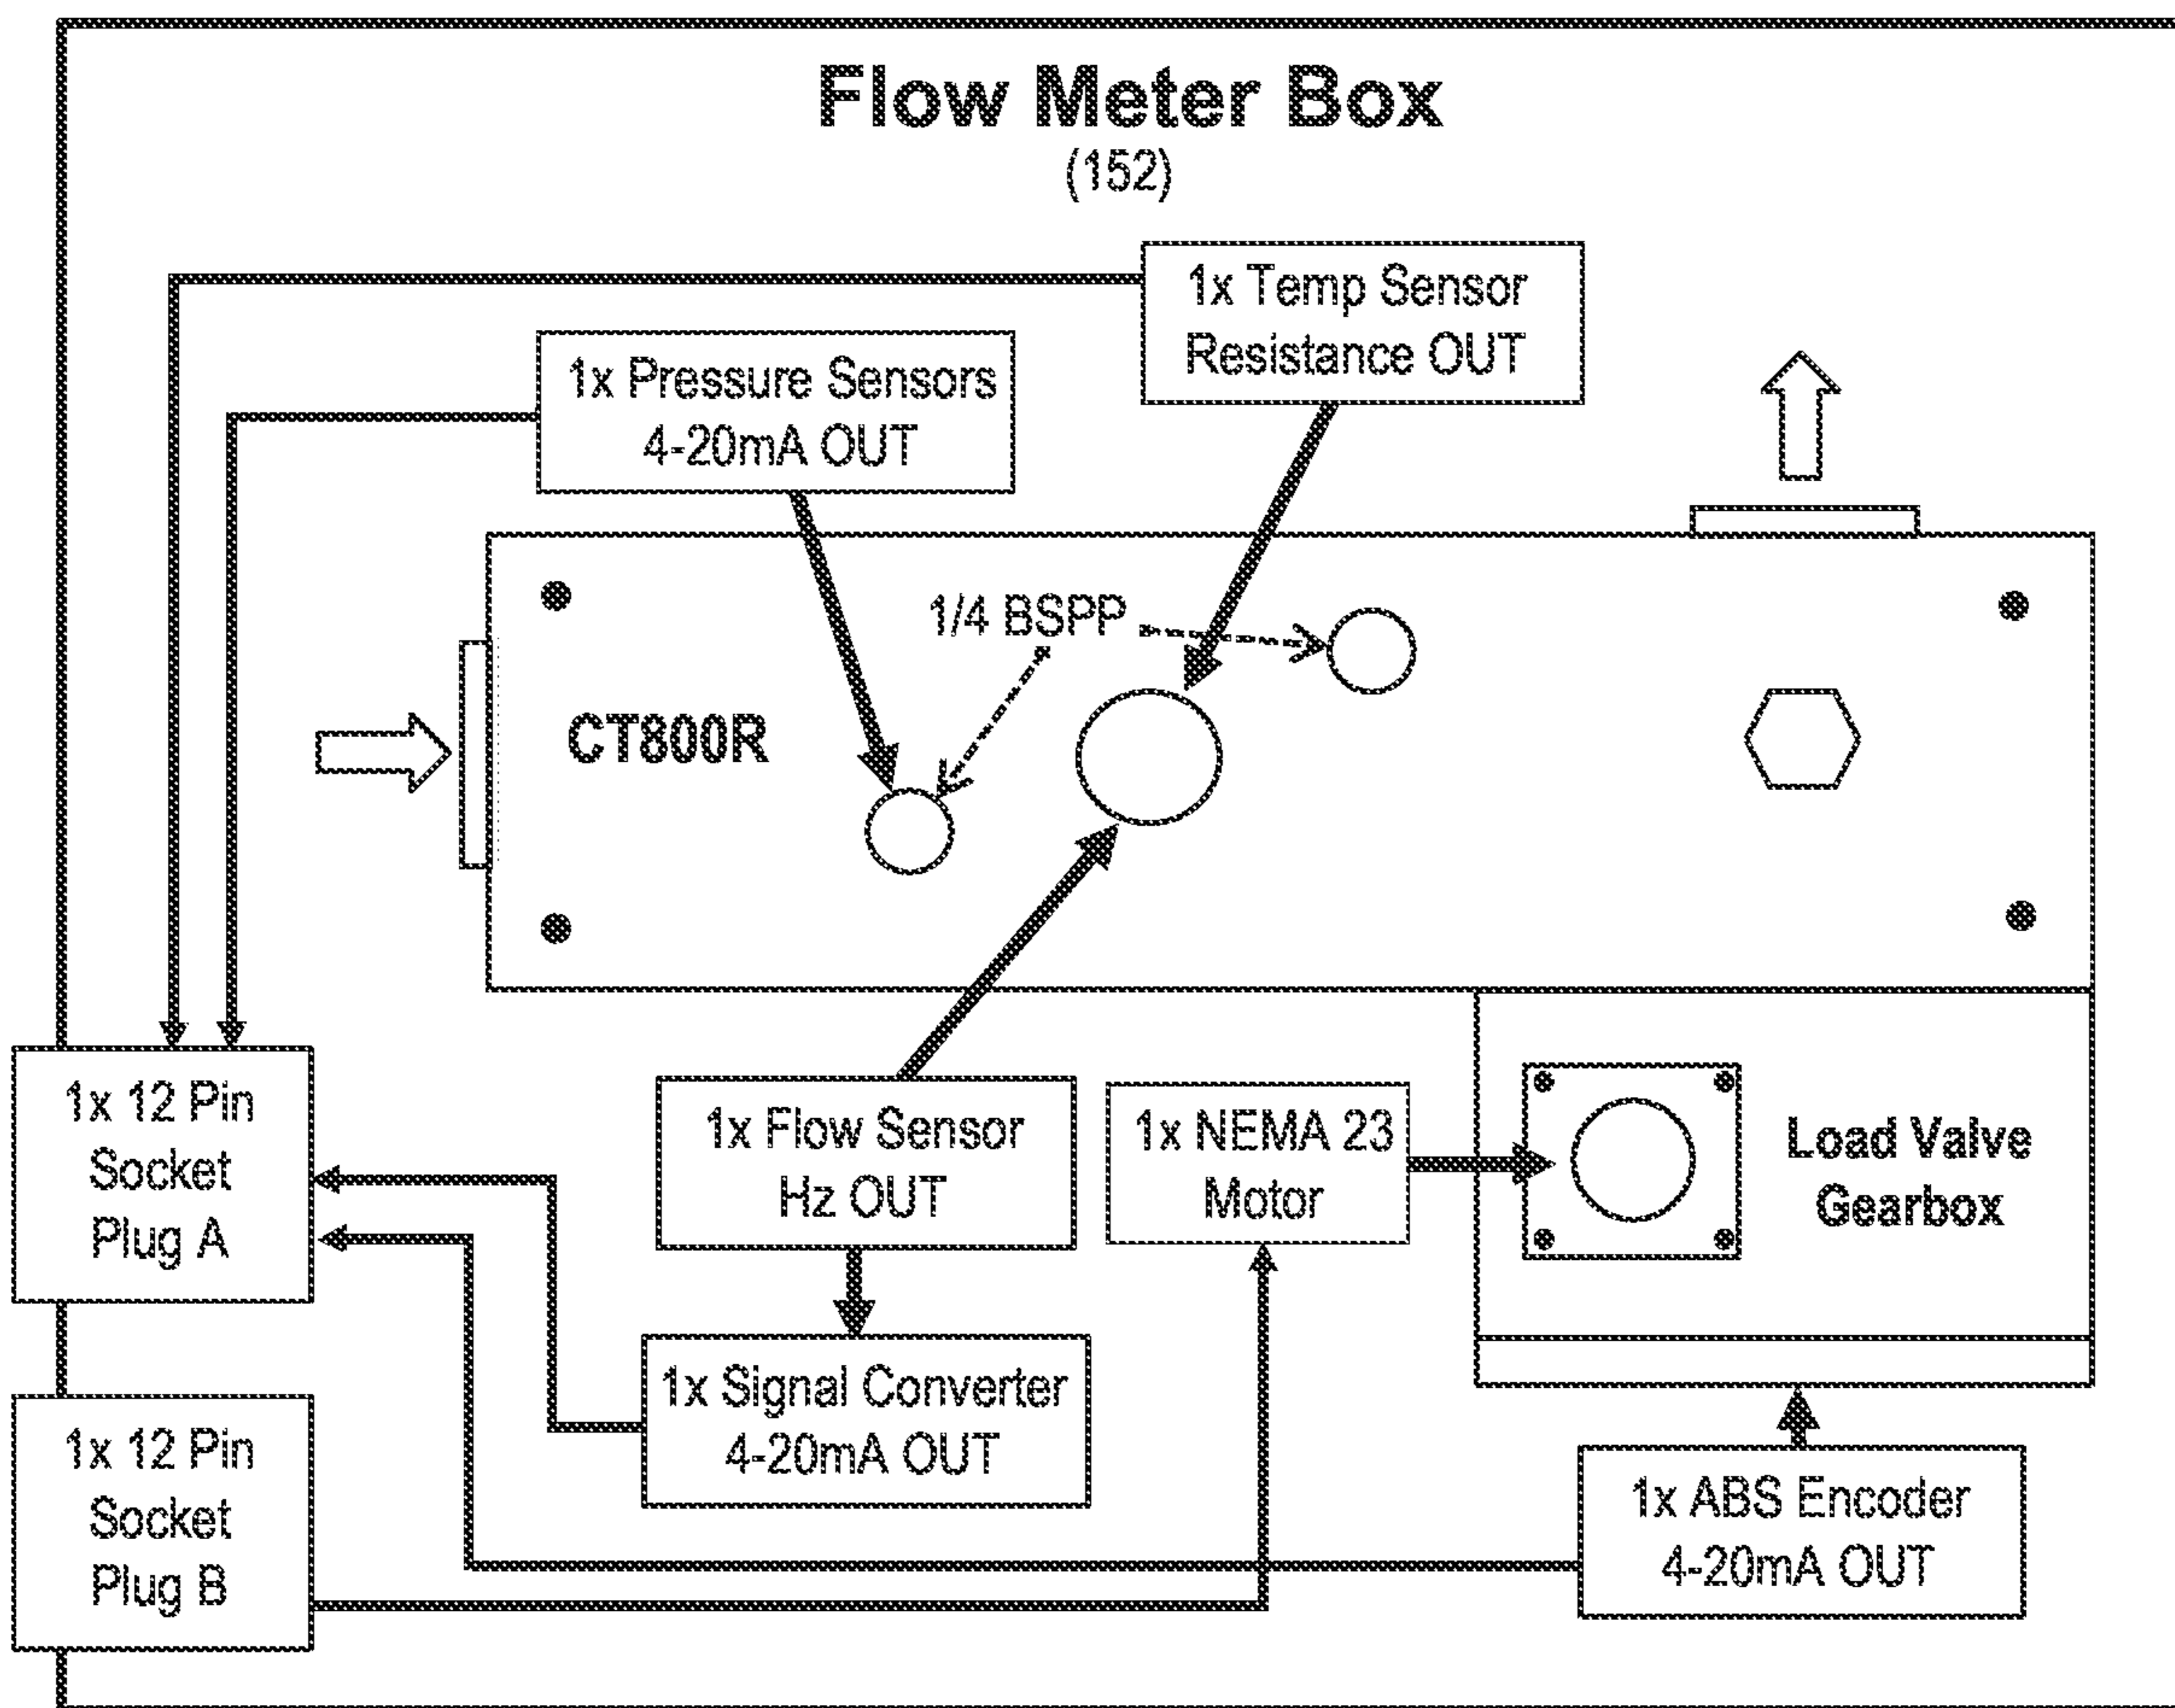 Flow Meter Box
(152)
1x Temp Sensor
Resistance OUT
1x Pressure Sensors
4-20mA OUT
1/4 BSPP
CT800R
1x 12 Pin
Socket
Plug A
1x Flow Sensor
Hz OUT
1x NEMA 23
Motor
Load Valve
Gearbox
1x Signal Converter
4-20mA OUT
1x 12 Pin
Socket
Plug B
1x ABS Encoder
4-20mA OUT